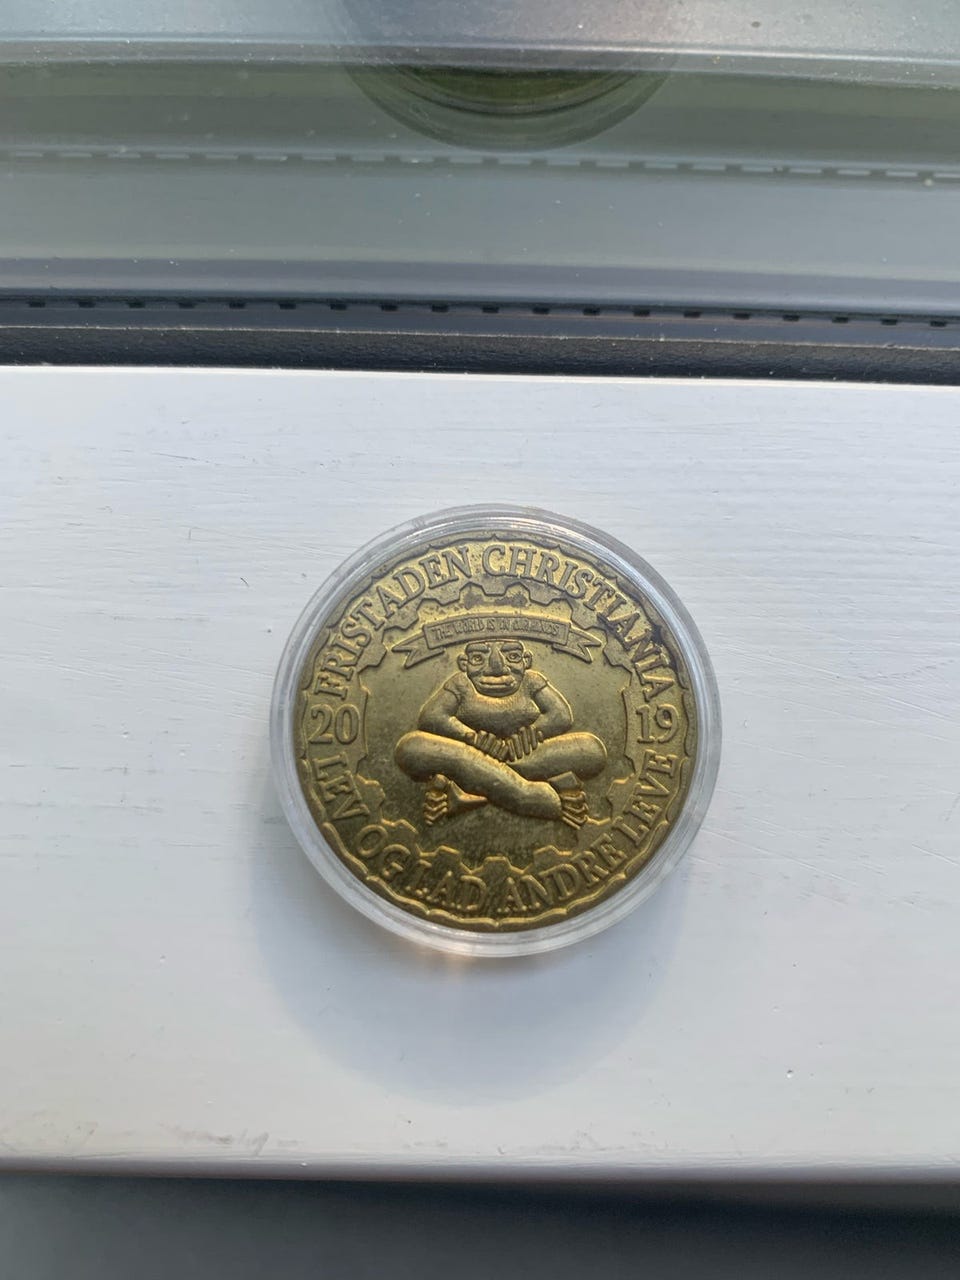 FRISTADEN CHRISTIANIA
THE WORLD IS IN OUR HANDS
20 19
LEV OG LAD ANDRE LEVE